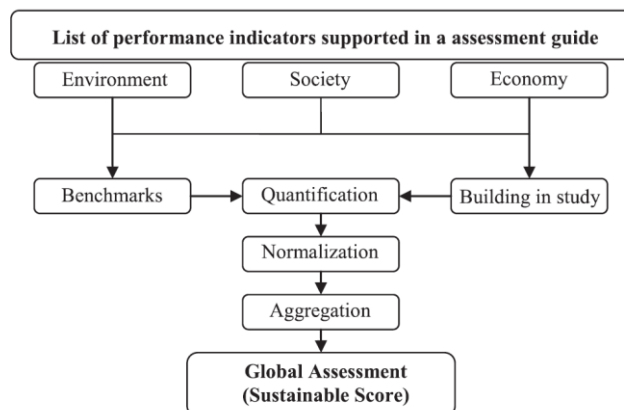 List of performance indicators supported in a assessment guide
Environment
Society
Economy
Benchmarks
Quantification
Building in study
Normalization
Aggregation
Global Assessment
(Sustainable Score)